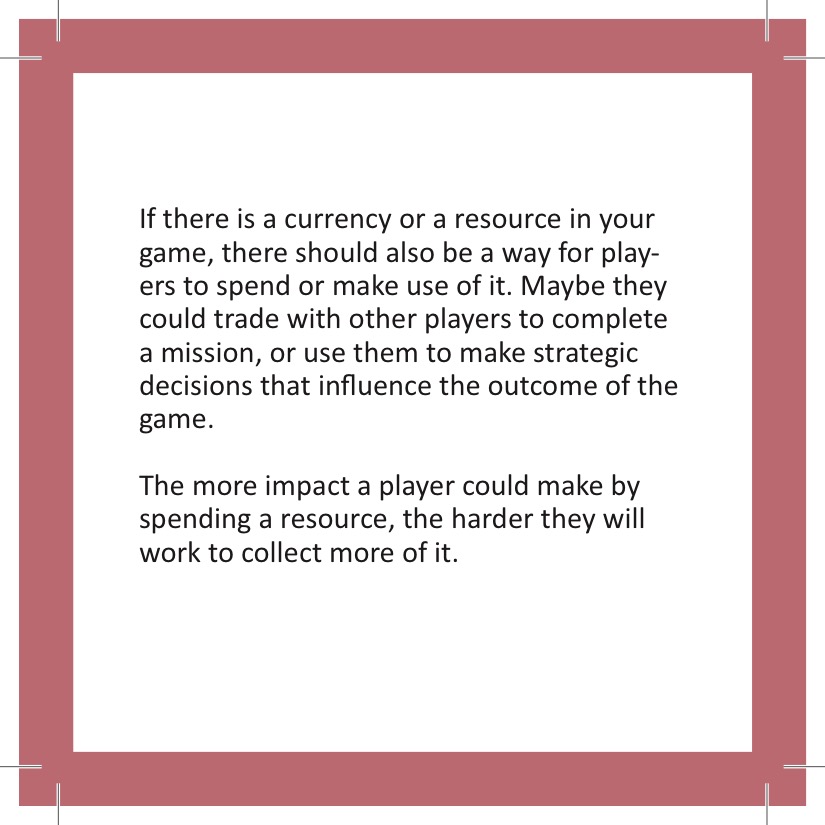 If there is a currency or a resource in your
game, there should also be a way for play-
ers to spend or make use of it. Maybe they
could trade with other players to complete
a mission, or use them to make strategic
decisions that influence the outcome of the
game.
The more impact a player could make by
spending a resource, the harder they will
work to collect more of it.